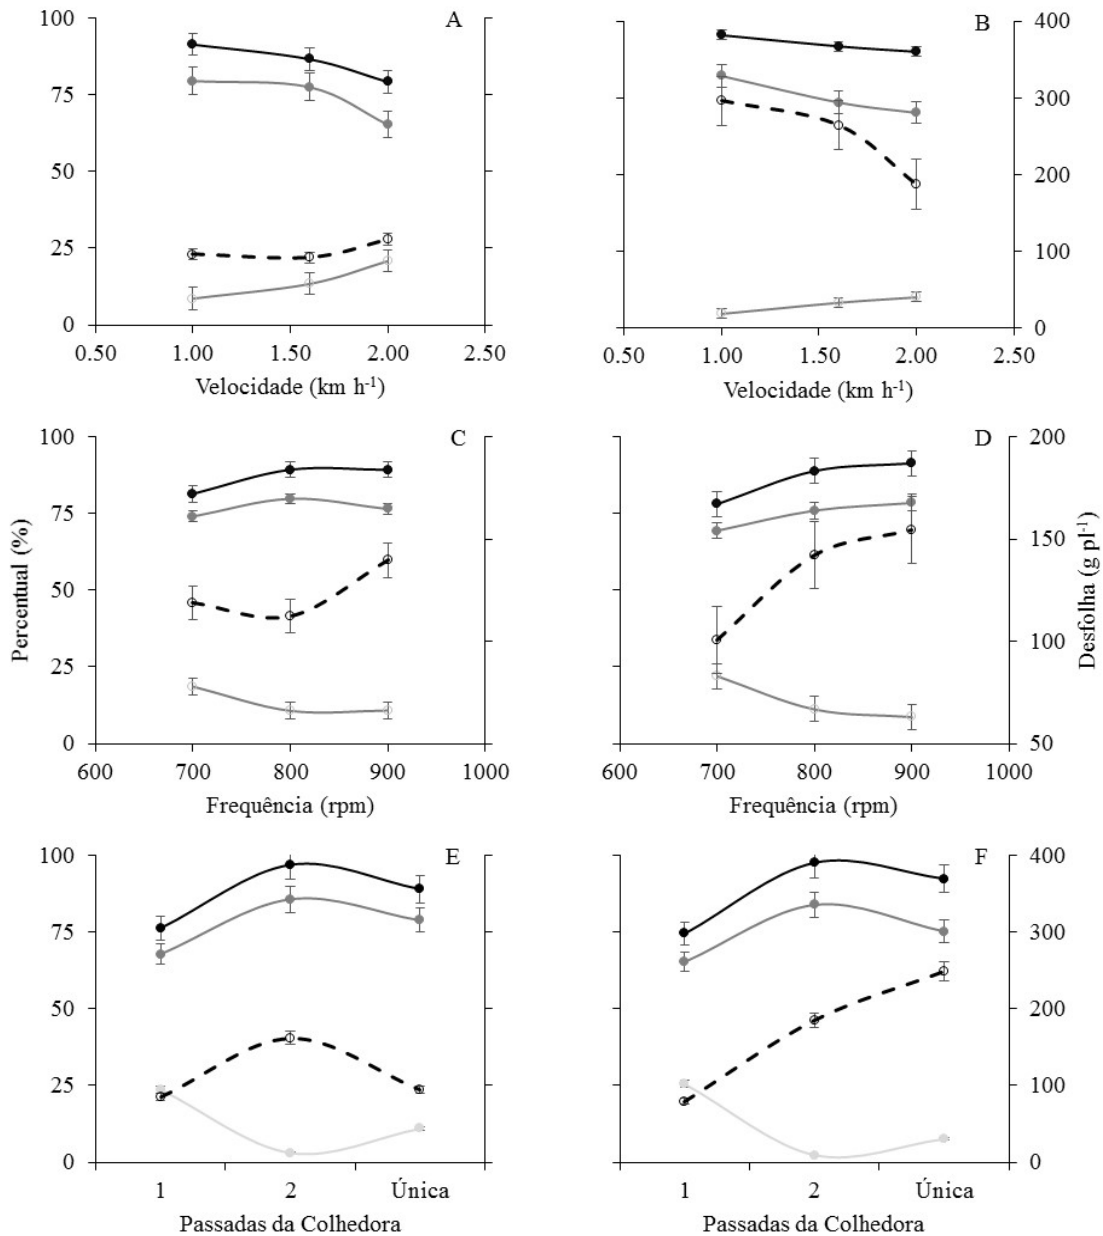 100 A B 400
75 300
50 200
25 100
0 0
0.50 1.00 1.50 2.00 2.50 0.50 1.00 1.50 2.00 2.50
Velocidade (km h⁻¹) Velocidade (km h⁻¹)
100 C D 200
75
150
50
100
25
0 50
600 700 800 900 1000 600 700 800 900 1000
Frequência (rpm) Frequência (rpm)
Percentual (%)
Desfolha (g pl⁻¹)
100 E F 400
75 300
50 200
25 100
0 0
1 2 Única 1 2 Única
Passadas da Colhedora Passadas da Colhedora